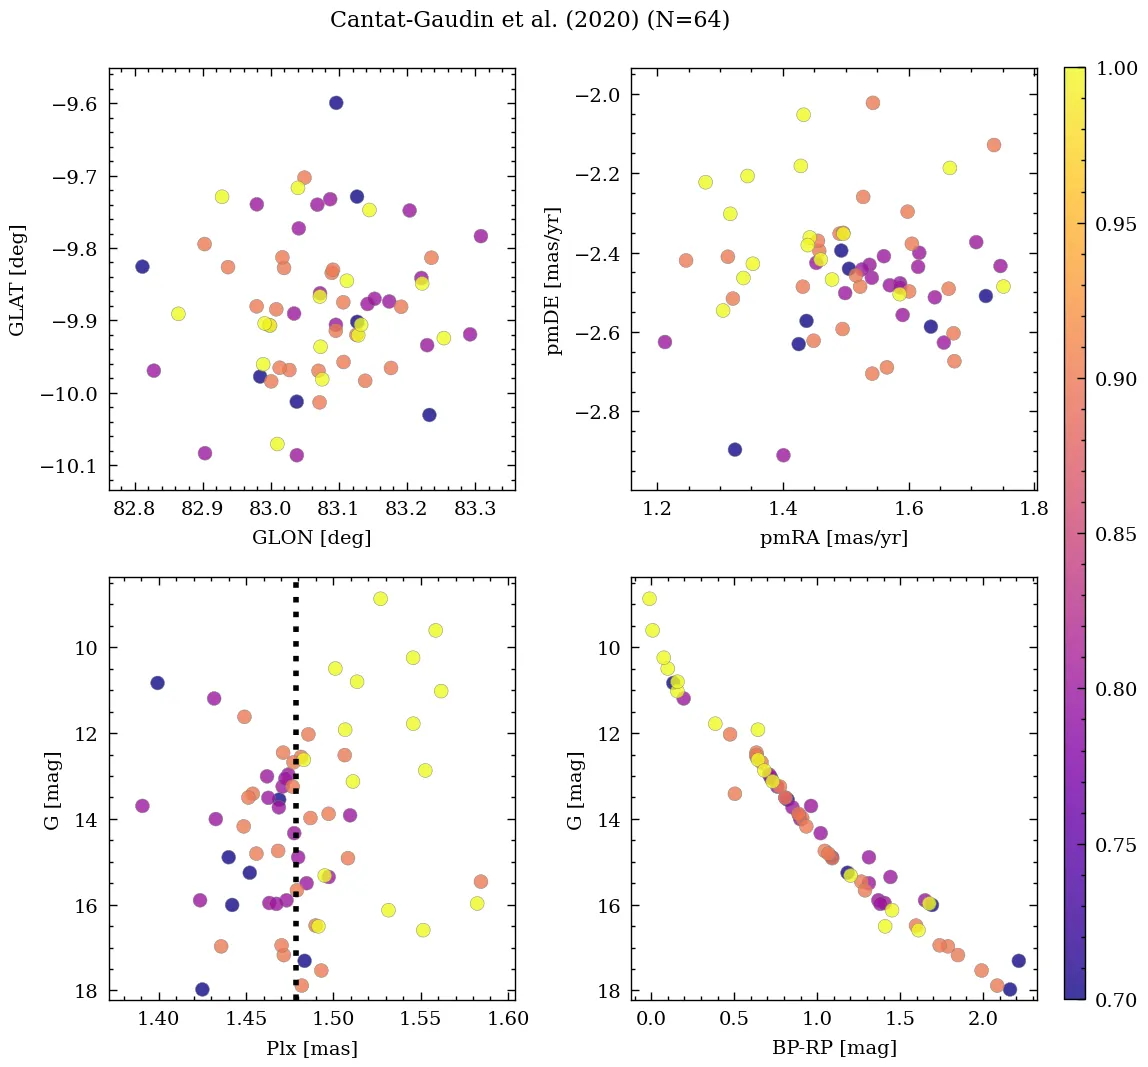 Cantat-Gaudin et al. (2020) (N=64)
−9.6
−9.7
−9.8
−9.9
−10.0
−10.1
GLAT [deg]
82.8 82.9 83.0 83.1 83.2 83.3
GLON [deg]
−2.0
−2.2
−2.4
−2.6
−2.8
pmDE [mas/yr]
1.2 1.4 1.5 1.6 1.8
pmRA [mas/yr]
10
12
14
16
18
G [mag]
1.40 1.45 1.50 1.55 1.60
Plx [mas]
10
12
14
16
18
G [mag]
0.0 0.5 1.0 1.5 2.0
BP-RP [mag]
1.00
0.95
0.90
0.85
0.80
0.75
0.70